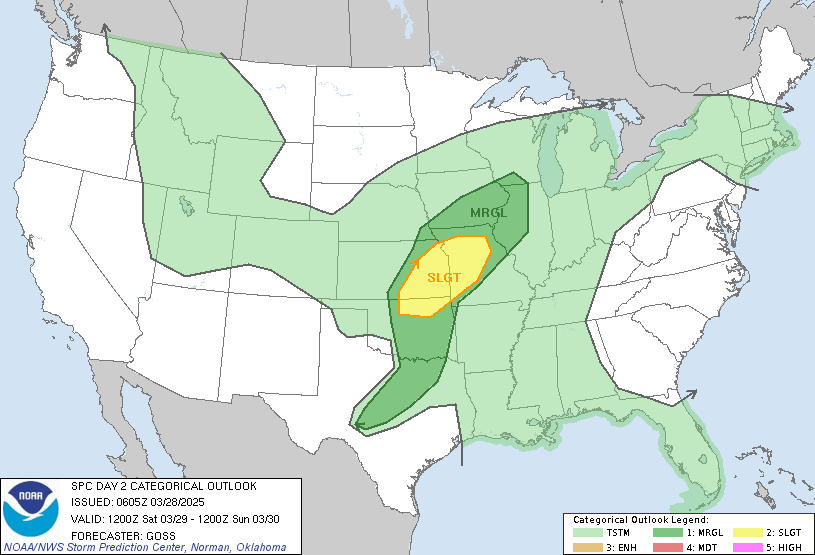 MRGL
SLGT
NOAA
SPC DAY 2 CATEGORICAL OUTLOOK
ISSUED: 0605Z 03/28/2025
VALID: 1200Z Sat 03/29 - 1200Z Sun 03/30
FORECASTER: GOSS
NOAA/NWS Storm Prediction Center, Norman, Oklahoma
Categorical Outlook Legend:
TSTM 1: MRGL 2: SLGT
3: ENH 4: MDT 5: HIGH